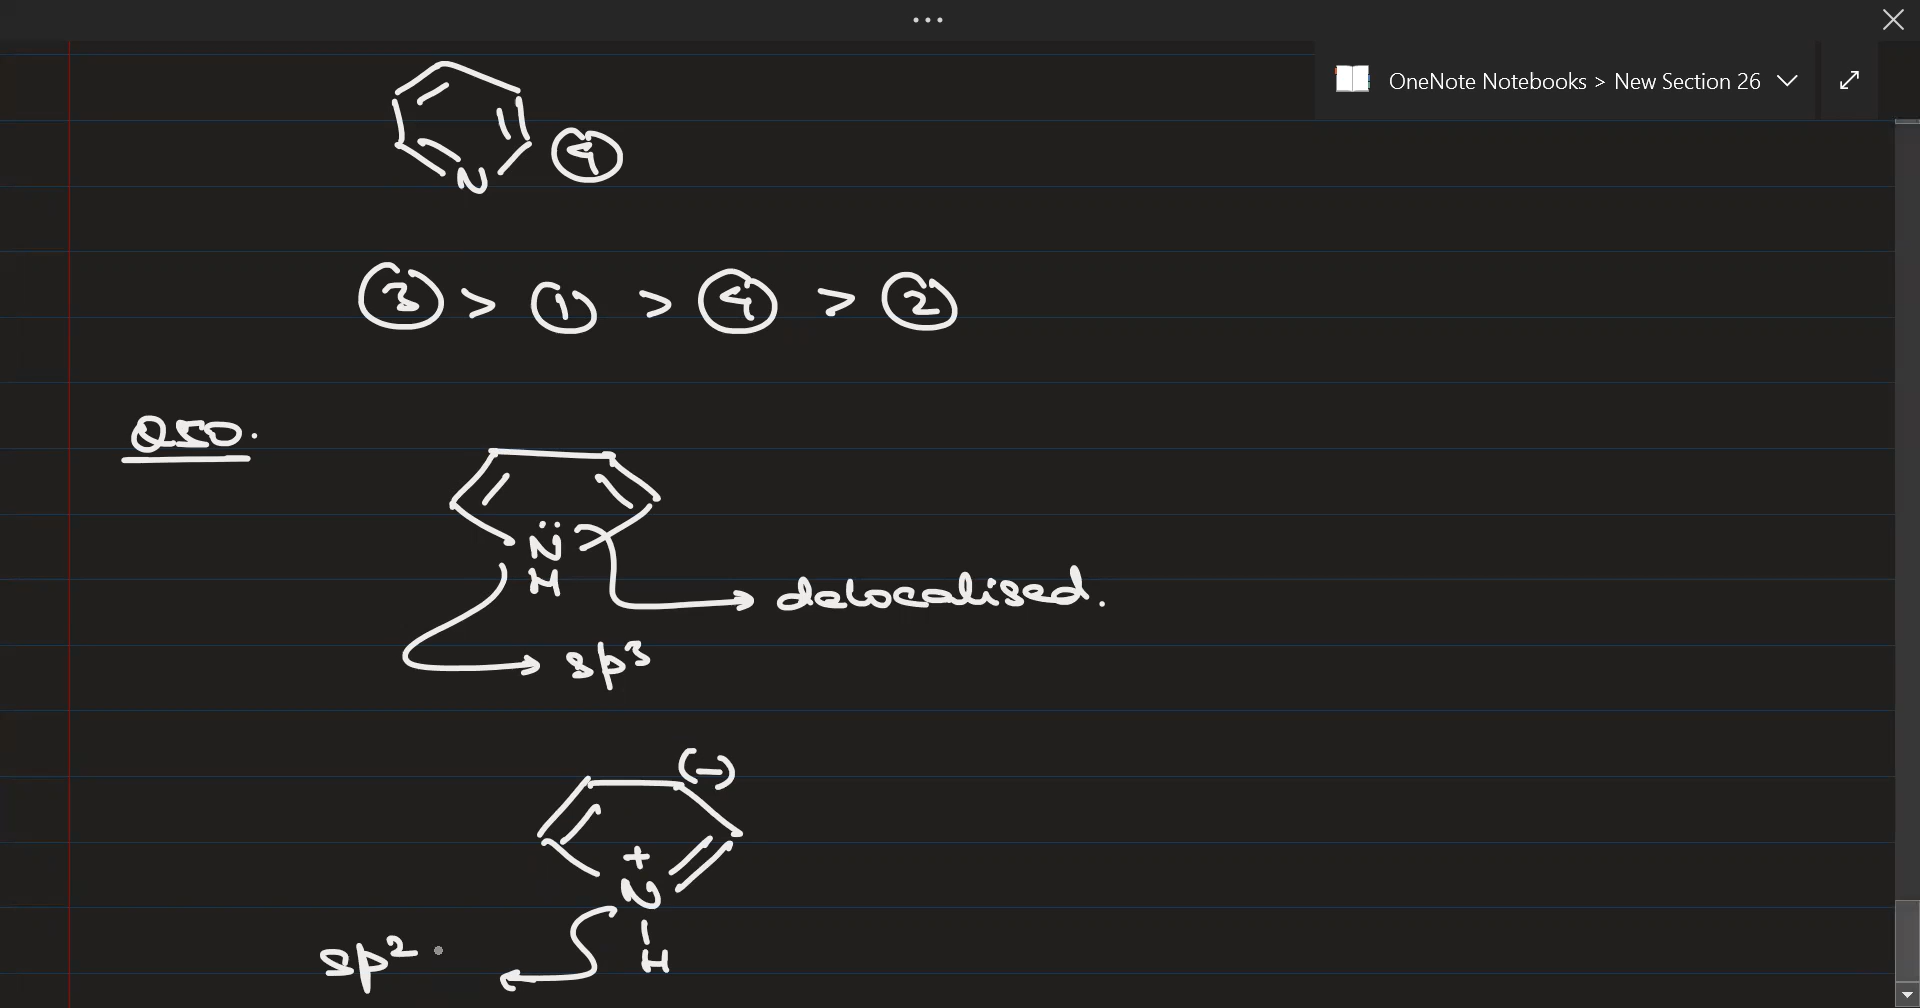 ...
OneNote Notebooks > New Section 26
N 4
3 > 1 > 4 > 2
Q50.
N
H
delocalised.
sp³
(-)
+
N
H
sp²